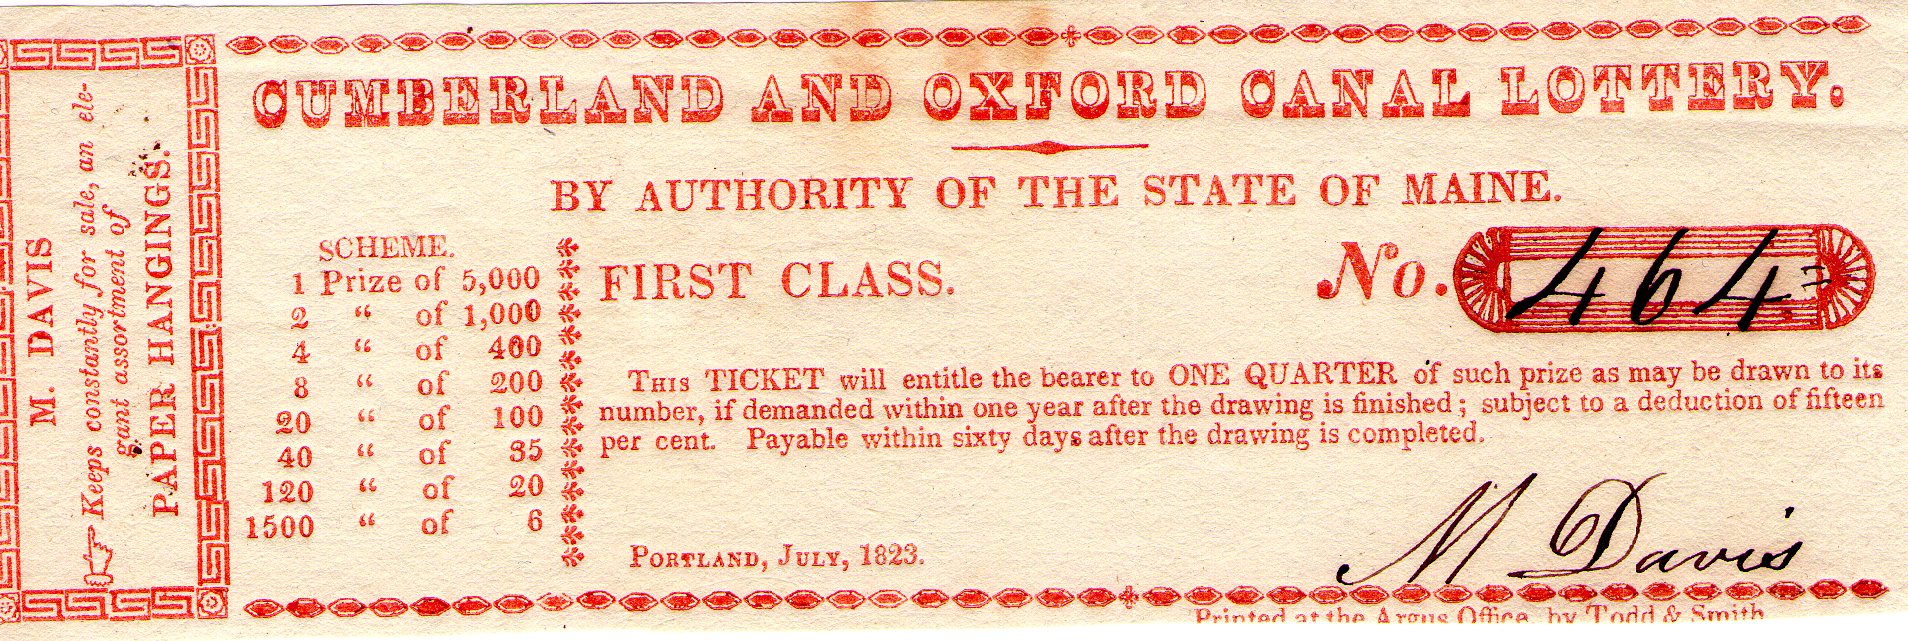 M. DAVIS
☞ Keeps constantly for sale, an ele-
gant assortment of
PAPER HANGINGS.
CUMBERLAND AND OXFORD CANAL LOTTERY.
BY AUTHORITY OF THE STATE OF MAINE.
SCHEME.
1 Prize of 5,000
2 “ of 1,000
4 “ of 400
8 “ of 200
20 “ of 100
40 “ of 35
120 “ of 20
1500 “ of 6
FIRST CLASS.
No. 464
THIS TICKET will entitle the bearer to ONE QUARTER of such prize as may be drawn to its
number, if demanded within one year after the drawing is finished; subject to a deduction of fifteen
per cent. Payable within sixty days after the drawing is completed.
PORTLAND, JULY, 1823.
M Davis
Printed at the Argus Office, by Todd & Smith